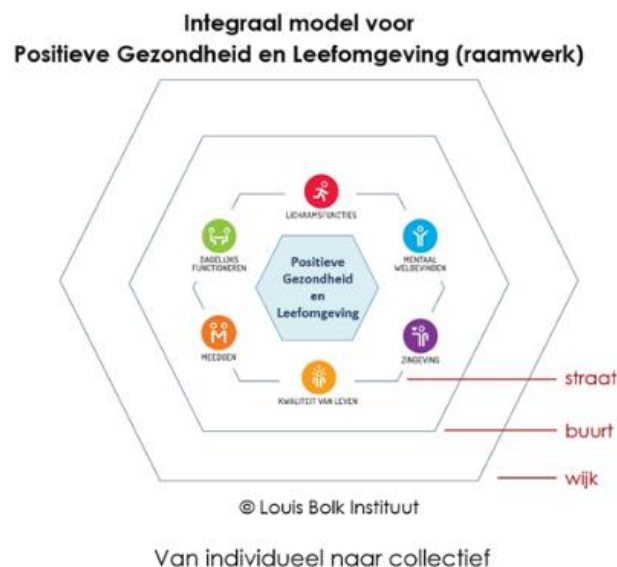 Integraal model voor
Positieve Gezondheid en Leefomgeving (raamwerk)
LICHAAMSFUNCTIES
DAGELIJKS
FUNCTIONEREN
MENTAAL
WELBEVINDEN
Positieve
Gezondheid
en
Leefomgeving
MEEDOEN
ZINGEVING
KWALITEIT VAN LEVEN
straat
buurt
wijk
© Louis Bolk Instituut
Van individueel naar collectief